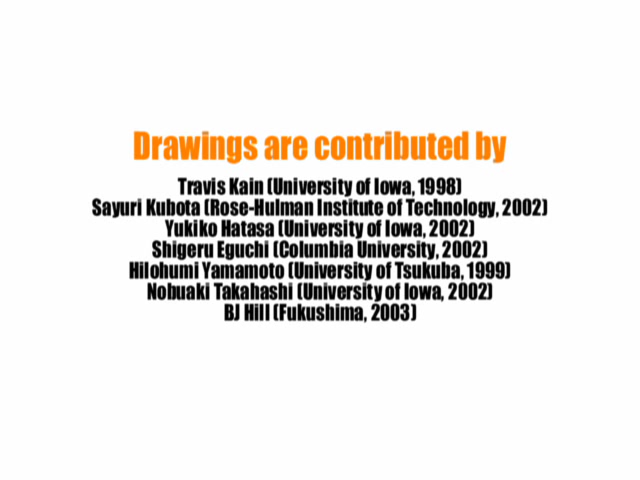 Drawings are contributed by
Travis Kain (University of Iowa, 1998)
Sayuri Kubota (Rose-Hulman Institute of Technology, 2002)
Yukiko Hatasa (University of Iowa, 2002)
Shigeru Eguchi (Columbia University, 2002)
Hilohumi Yamamoto (University of Tsukuba, 1999)
Nobuaki Takahashi (University of Iowa, 2002)
BJ Hill (Fukushima, 2003)